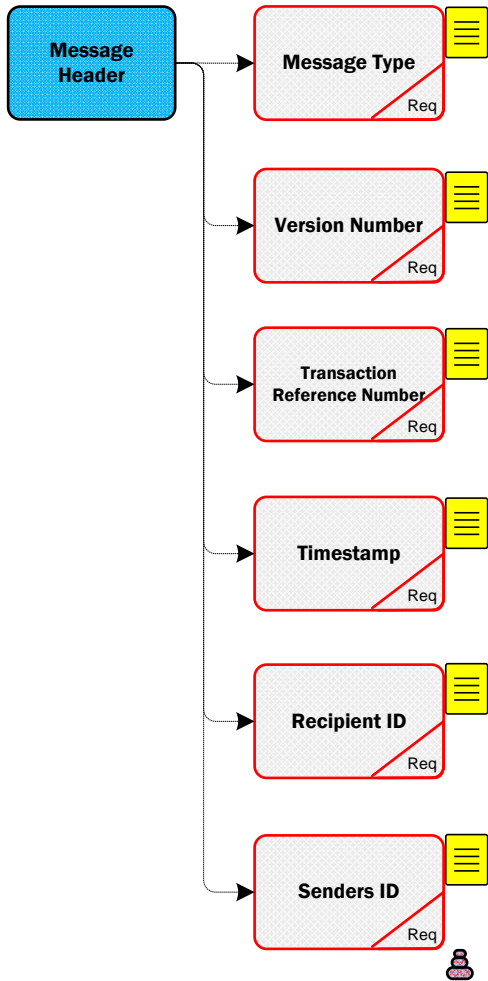 Message
Header
Message Type
Req
Version Number
Req
Transaction
Reference Number
Req
Timestamp
Req
Recipient ID
Req
Senders ID
Req